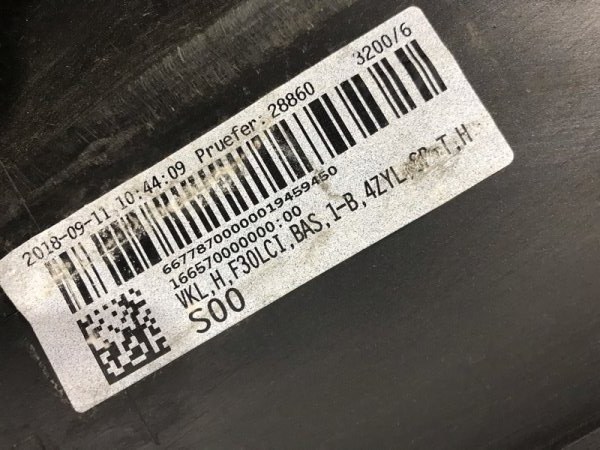 2018-09-11 10:44:09 Pruefer: 28860 3200/6
66778700000019459450
166570000000:00
VKL,H,F30LCI,BAS,1-B,4ZYL,SP-T,H
S00